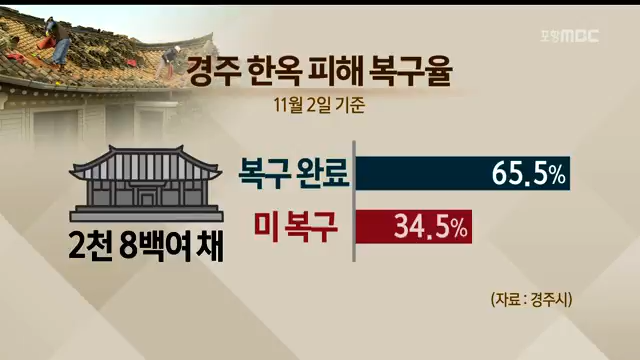 포항MBC
경주 한옥 피해 복구율
11월 2일 기준
복구 완료 65.5%
미 복구 34.5%
2천 8백여 채
(자료 : 경주시)